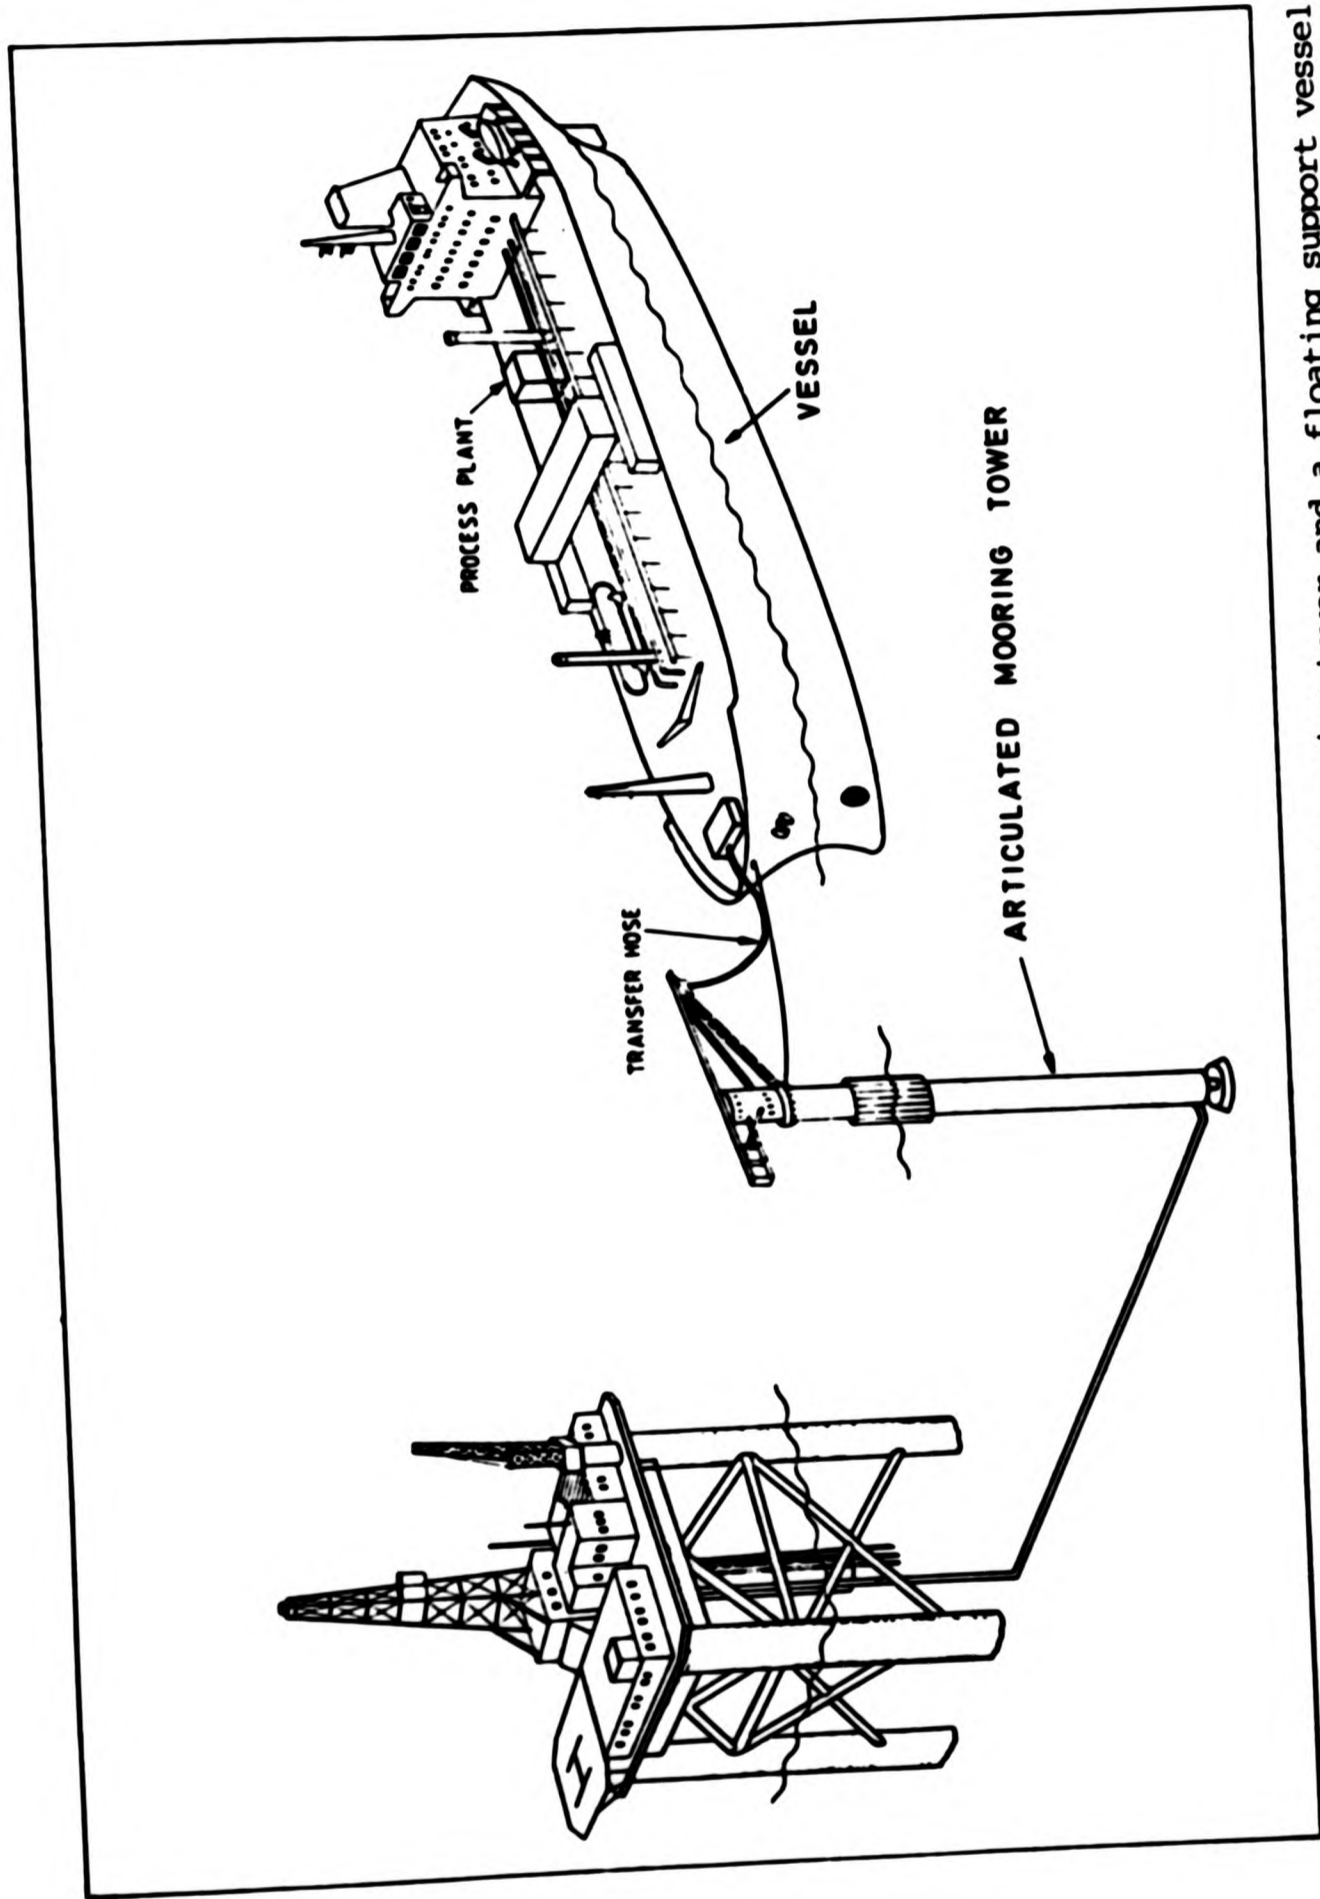 PROCESS PLANT
TRANSFER HOSE
VESSEL
ARTICULATED MOORING TOWER
H
and a floating support vessel